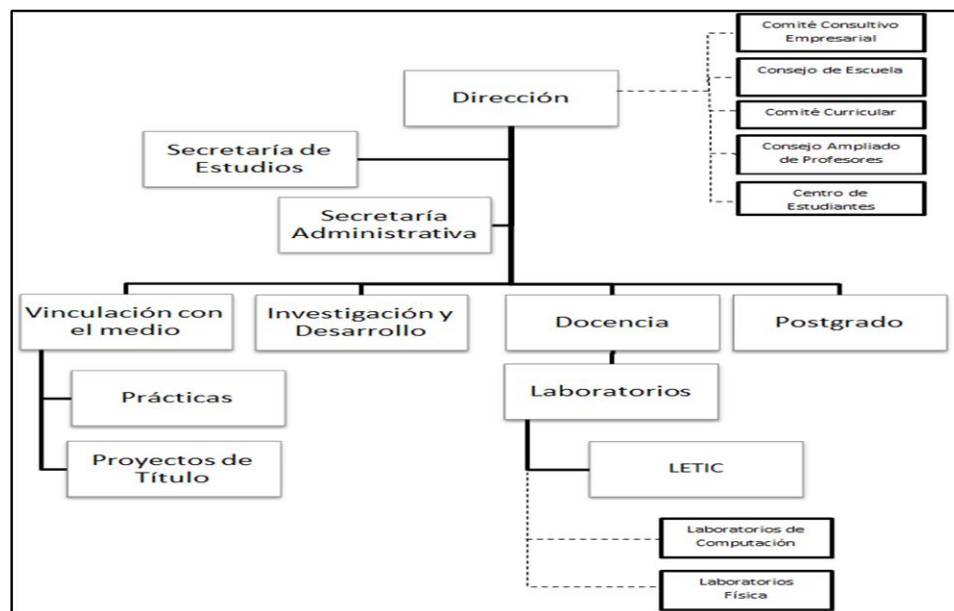 Comité Consultivo
Empresarial
Consejo de Escuela
Dirección
Comité Curricular
Secretaría de
Estudios
Consejo Ampliado
de Profesores
Centro de
Estudiantes
Secretaría
Administrativa
Vinculación con
el medio
Investigación y
Desarrollo
Docencia
Postgrado
Prácticas
Laboratorios
Proyectos de
Título
LETIC
Laboratorios de
Computación
Laboratorios
Física